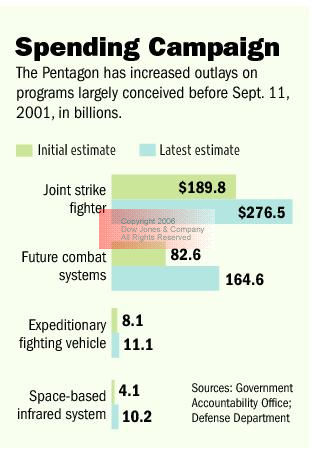 Spending Campaign
The Pentagon has increased outlays on
programs largely conceived before Sept. 11,
2001, in billions.
Initial estimate
Latest estimate
Joint strike
fighter
$189.8
$276.5
Copyright 2006
Dow Jones & Company
All Rights Reserved
Future combat
systems
82.6
164.6
Expeditionary
fighting vehicle
8.1
11.1
Space-based
infrared system
4.1
10.2
Sources: Government
Accountability Office;
Defense Department